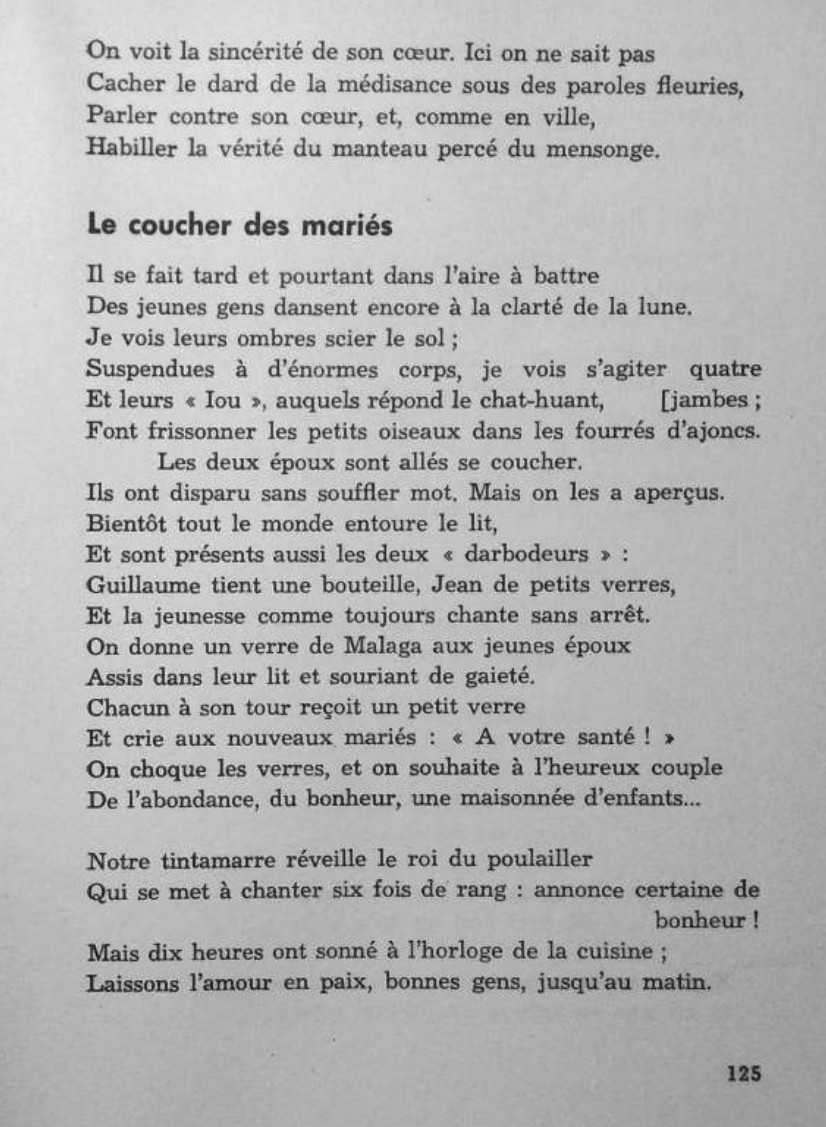 On voit la sincérité de son cœur. Ici on ne sait pas
Cacher le dard de la médisance sous des paroles fleuries,
Parler contre son cœur, et, comme en ville,
Habiller la vérité du manteau percé du mensonge.
Le coucher des mariés
Il se fait tard et pourtant dans l'aire à battre
Des jeunes gens dansent encore à la clarté de la lune.
Je vois leurs ombres scier le sol ;
Suspendues à d'énormes corps, je vois s'agiter quatre
Et leurs « Iou », auquels répond le chat-huant, [jambes ;
Font frissonner les petits oiseaux dans les fourrés d'ajoncs.
Les deux époux sont allés se coucher.
Ils ont disparu sans souffler mot. Mais on les a aperçus.
Bientôt tout le monde entoure le lit,
Et sont présents aussi les deux « darbodeurs » :
Guillaume tient une bouteille, Jean de petits verres,
Et la jeunesse comme toujours chante sans arrêt.
On donne un verre de Malaga aux jeunes époux
Assis dans leur lit et souriant de gaieté.
Chacun à son tour reçoit un petit verre
Et crie aux nouveaux mariés : « A votre santé ! »
On choque les verres, et on souhaite à l'heureux couple
De l'abondance, du bonheur, une maisonnée d'enfants...
Notre tintamarre réveille le roi du poulailler
Qui se met à chanter six fois de rang : annonce certaine de
bonheur !
Mais dix heures ont sonné à l'horloge de la cuisine ;
Laissons l'amour en paix, bonnes gens, jusqu'au matin.
125